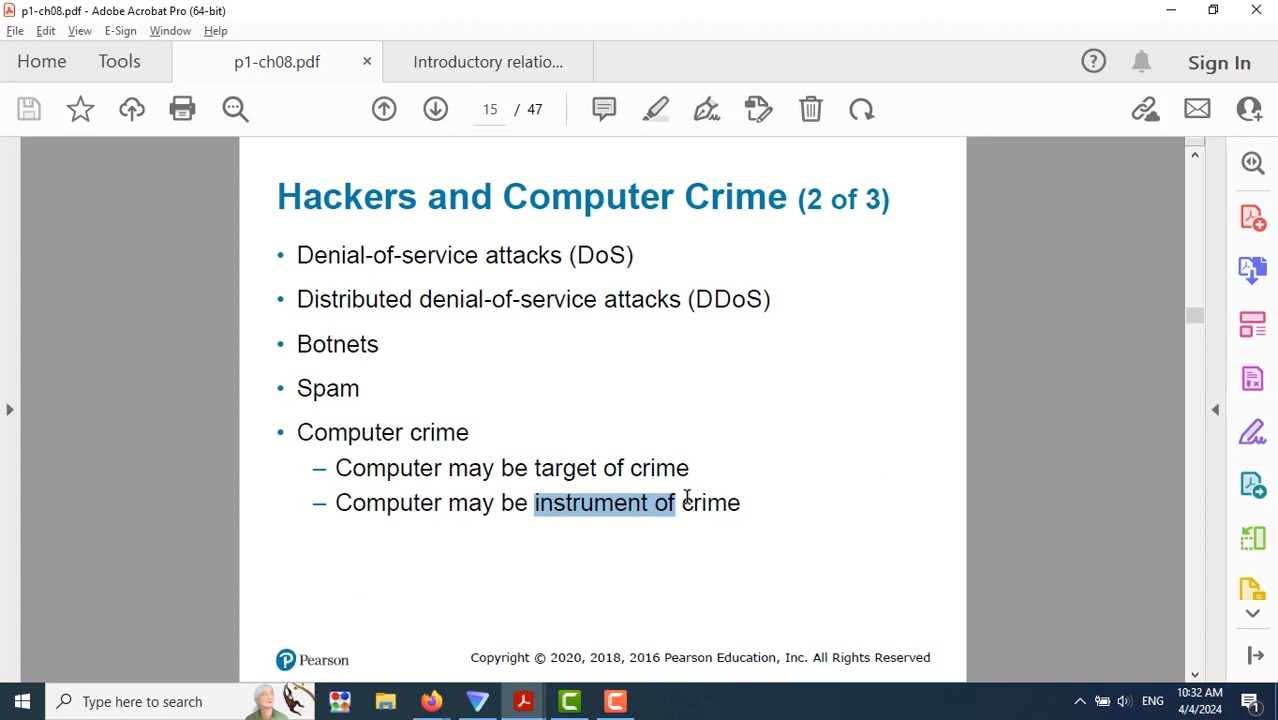 p1-ch08.pdf - Adobe Acrobat Pro (64-bit)
File Edit View E-Sign Window Help
Home Tools p1-ch08.pdf × Introductory relatio... Sign In
15 / 47
Hackers and Computer Crime (2 of 3)
• Denial-of-service attacks (DoS)
• Distributed denial-of-service attacks (DDoS)
• Botnets
• Spam
• Computer crime
– Computer may be target of crime
– Computer may be instrument of crime
Pearson
Copyright © 2020, 2018, 2016 Pearson Education, Inc. All Rights Reserved
Type here to search
ENG
10:32 AM
4/4/2024
1